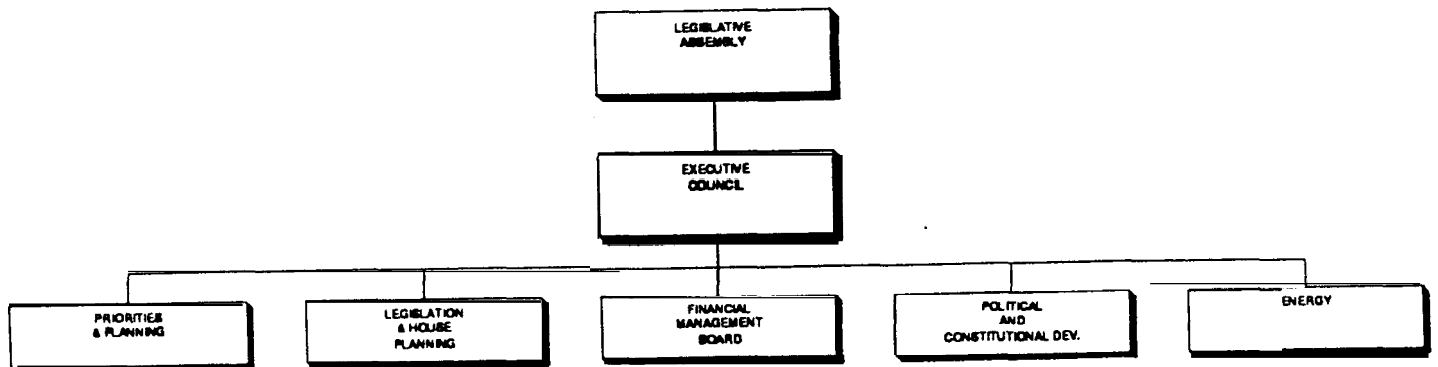 LEGISLATIVE
ASSEMBLY
EXECUTIVE
COUNCIL
PRIORITIES
& PLANNING
LEGISLATION
& HOUSE
PLANNING
FINANCIAL
MANAGEMENT
BOARD
POLITICAL
AND
CONSTITUTIONAL DEV.
ENERGY